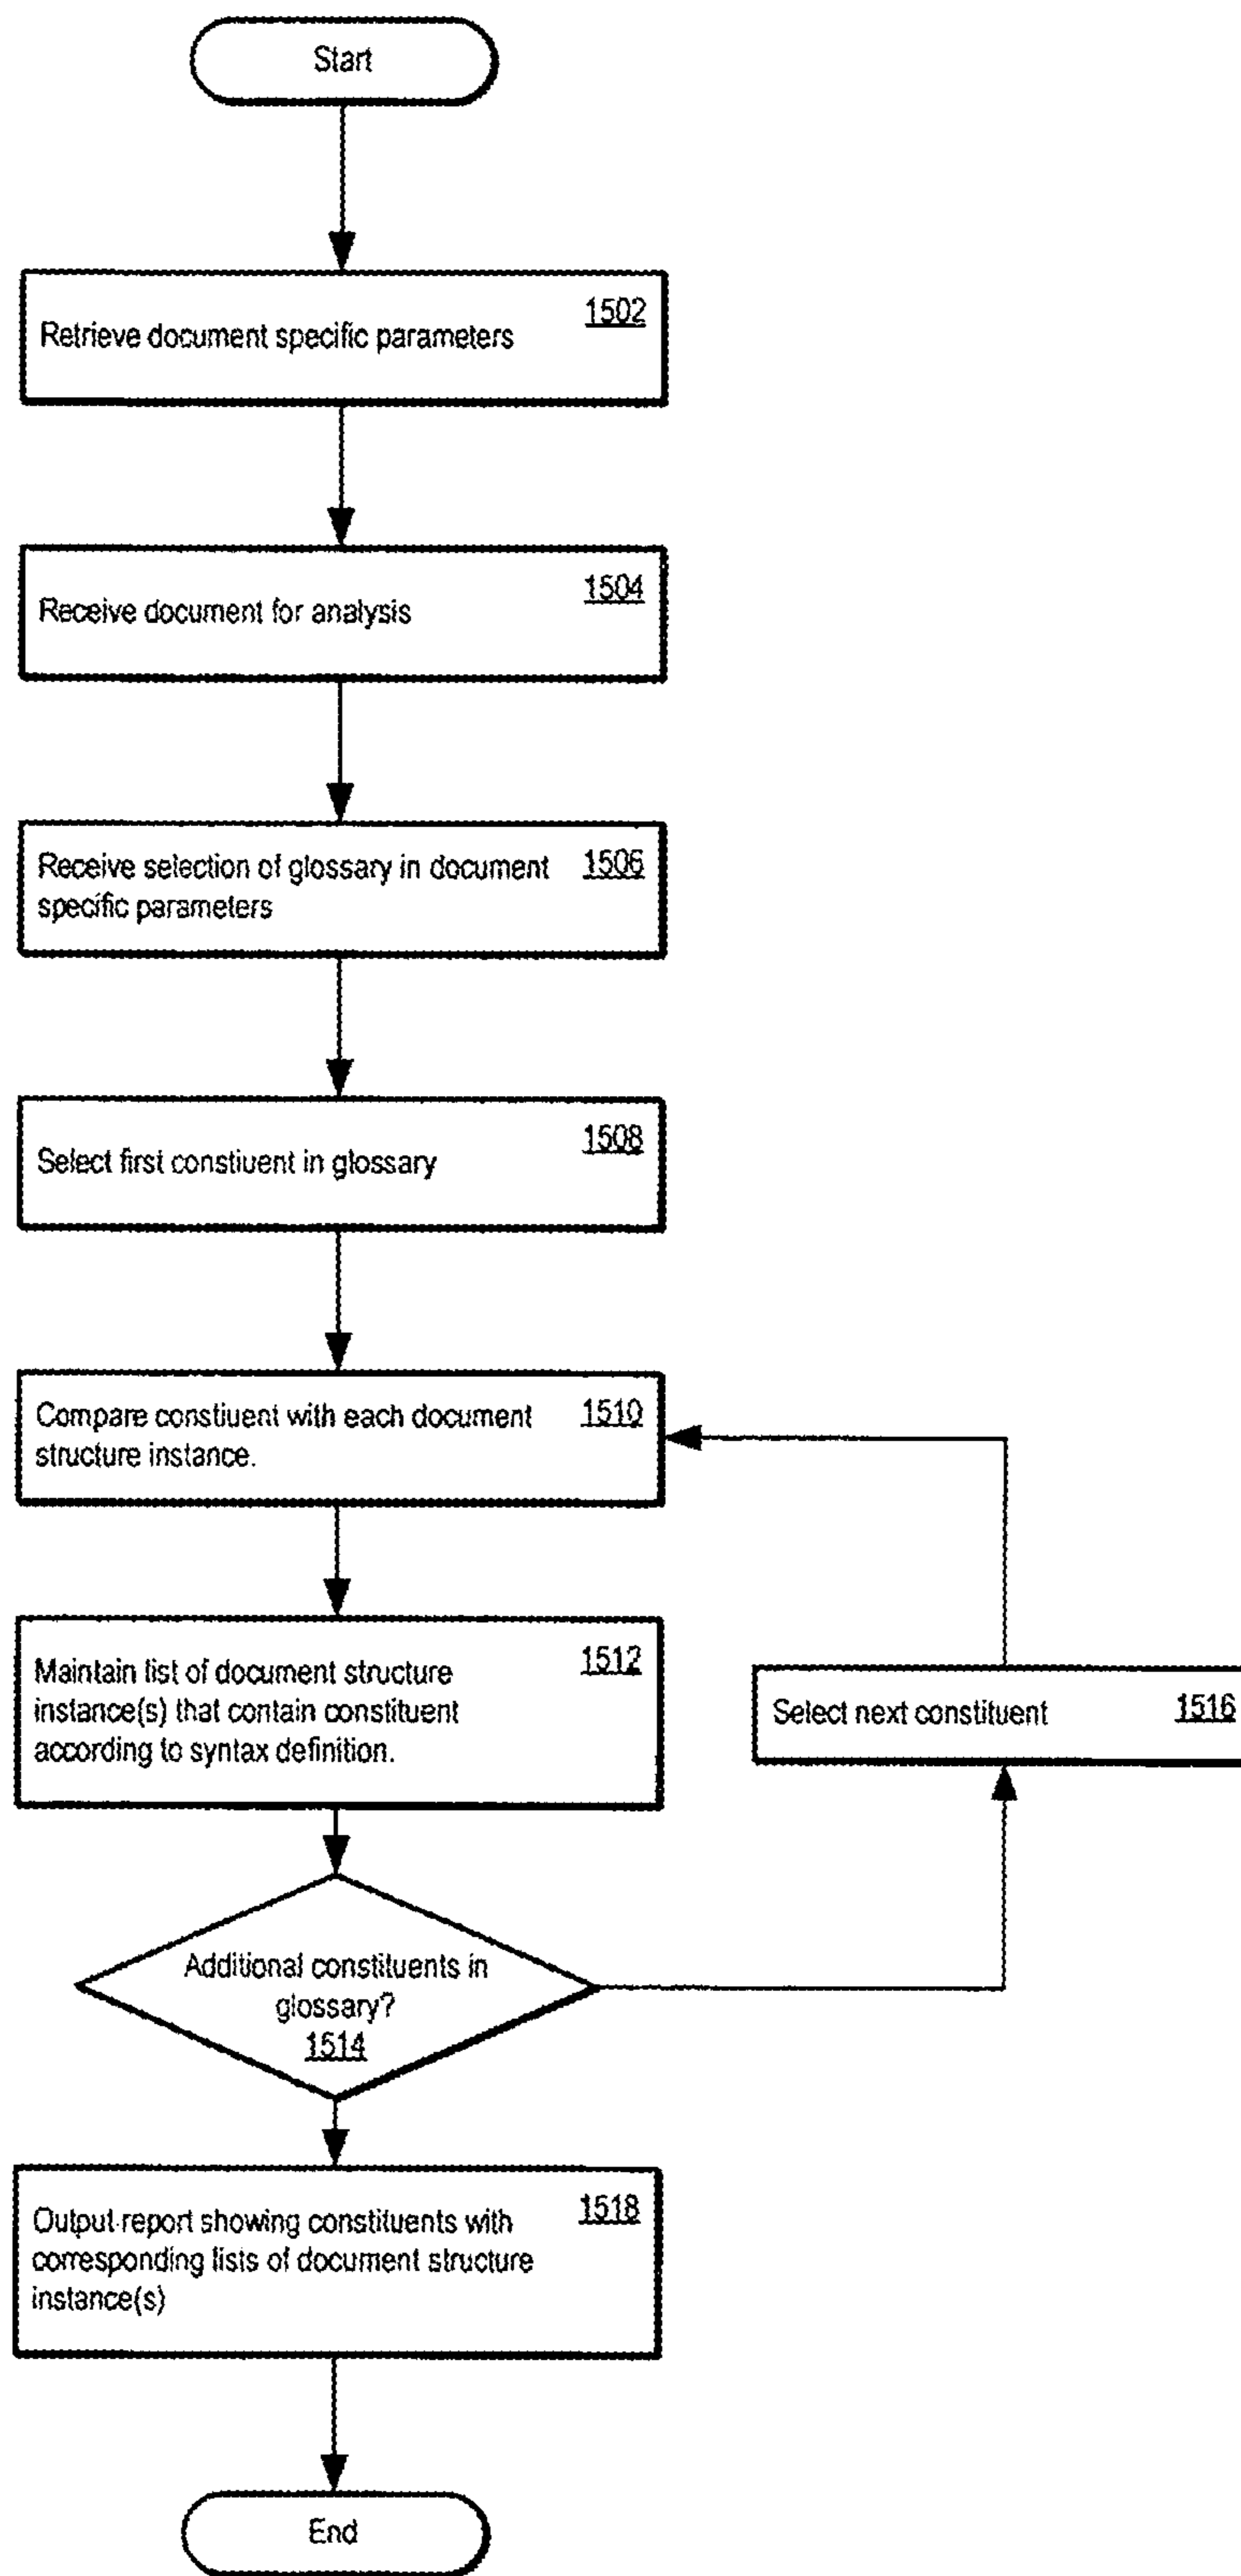 Start
Retrieve document specific parameters 1502
Receive document for analysis 1504
Receive selection of glossary in document 1506
specific parameters
Select first constiuent in glossary 1508
Compare constiuent with each document 1510
structure instance.
Maintain list of document structure 1512
instance(s) that contain constituent
according to syntax definition.
Select next constituent 1516
Additional constituents in
glossary?
1514
Output report showing constituents with 1518
corresponding lists of document structure
instance(s)
End